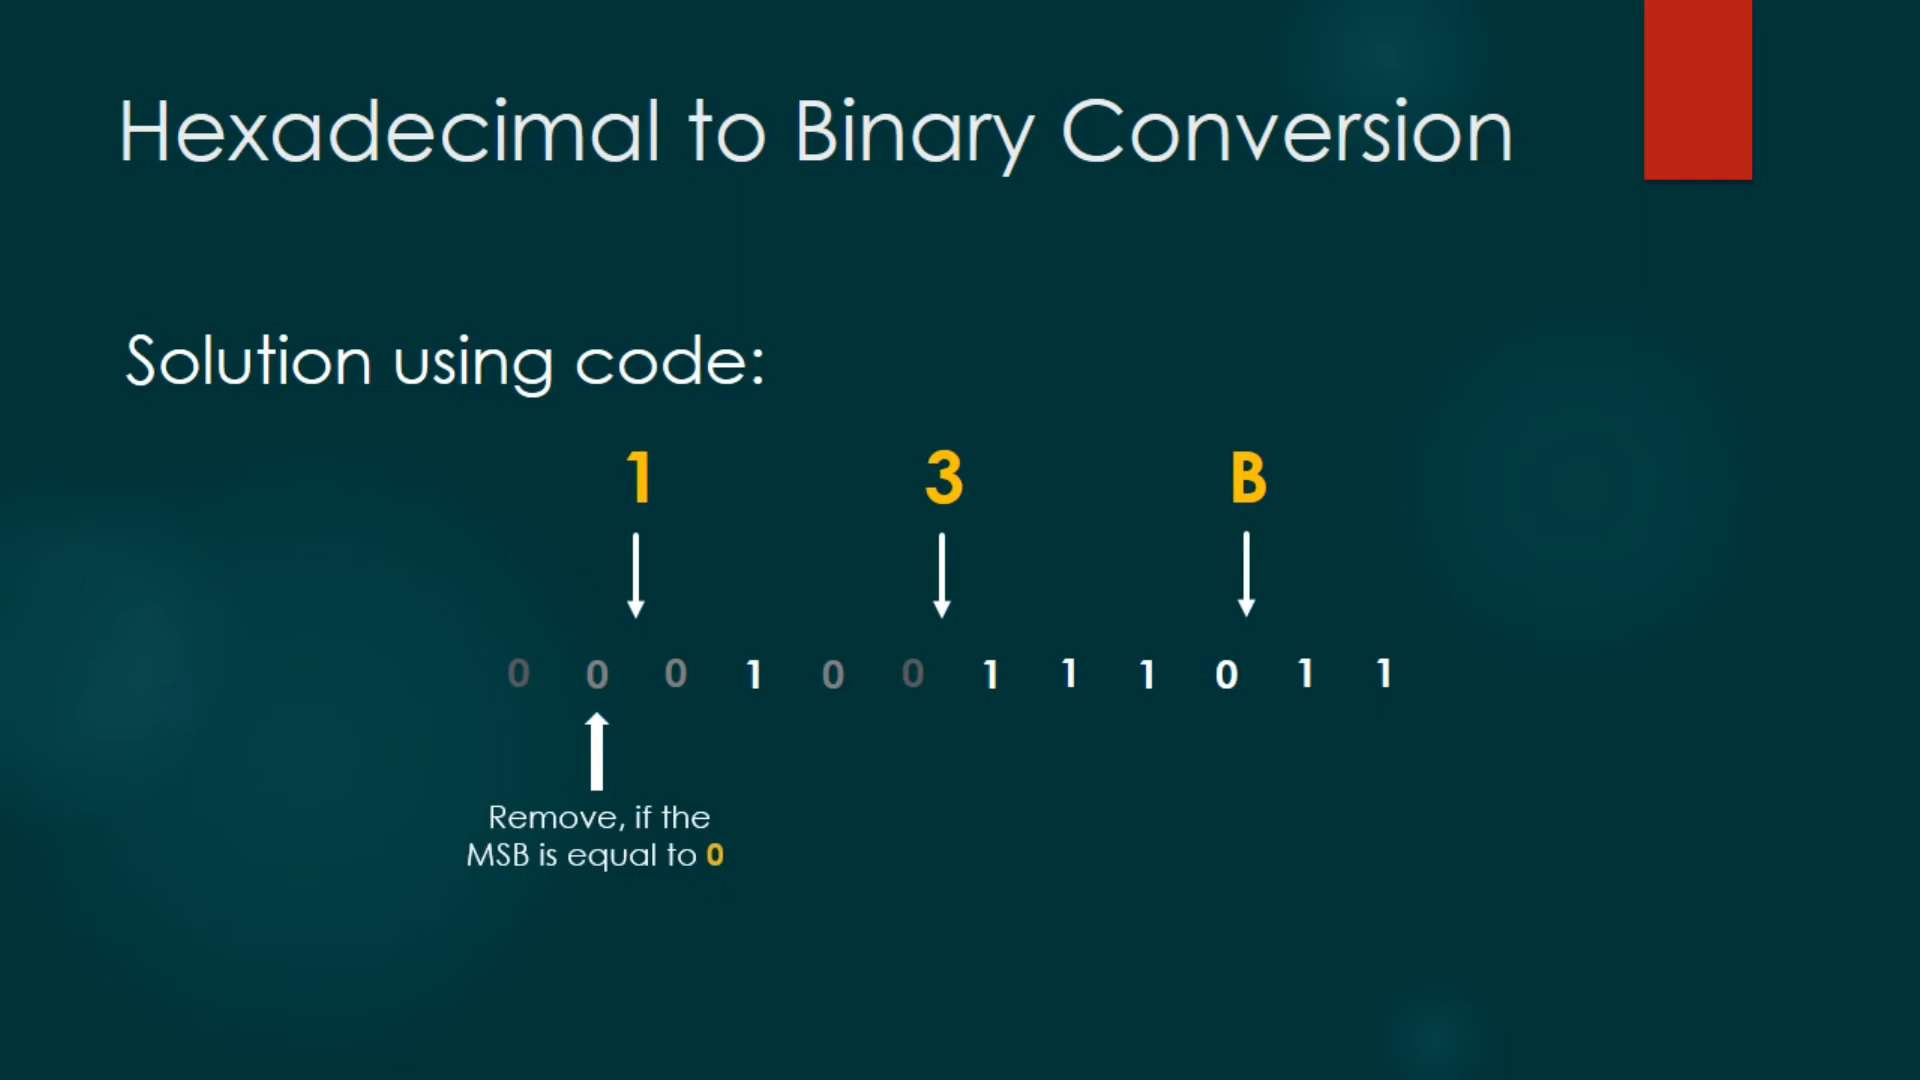 Hexadecimal to Binary Conversion
Solution using code:
1 3 B
0 0 0 1 0 0 1 1 1 0 1 1
Remove, if the
MSB is equal to 0